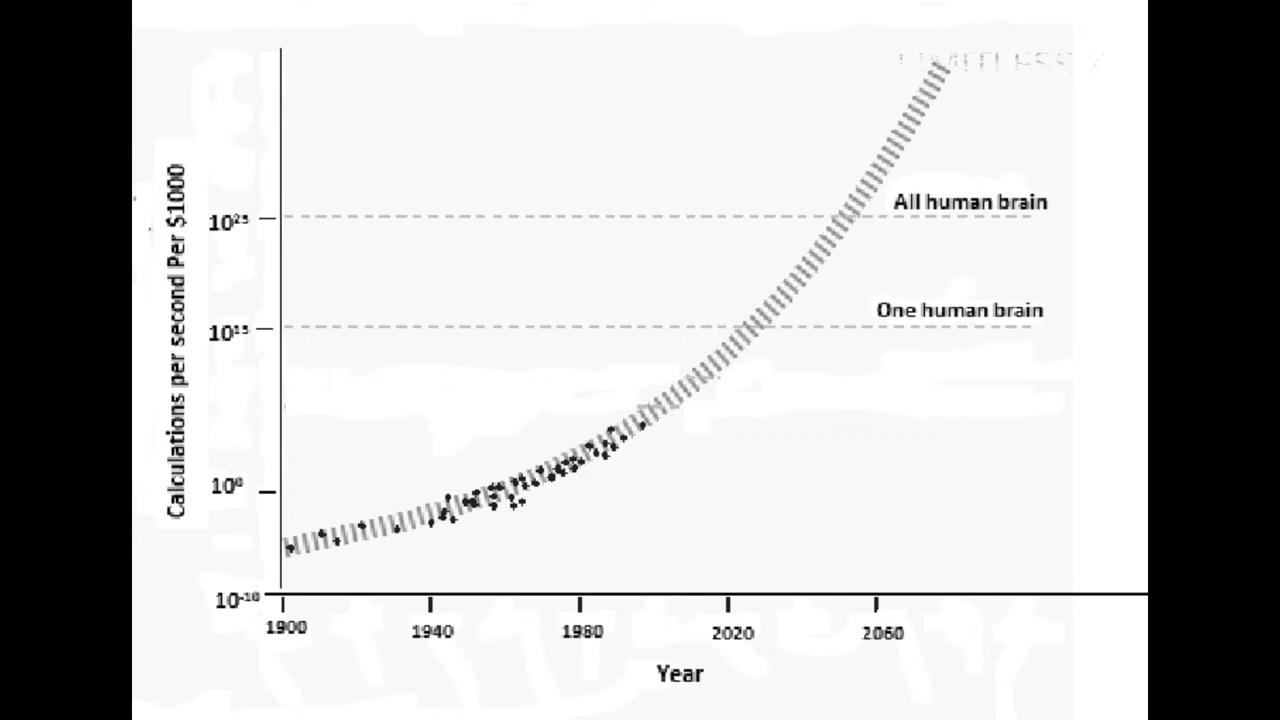 Calculations per second Per $1000
10²⁵
10¹⁵
10⁰
10⁻¹⁰
All human brain
One human brain
1900
1940
1980
2020
2060
Year